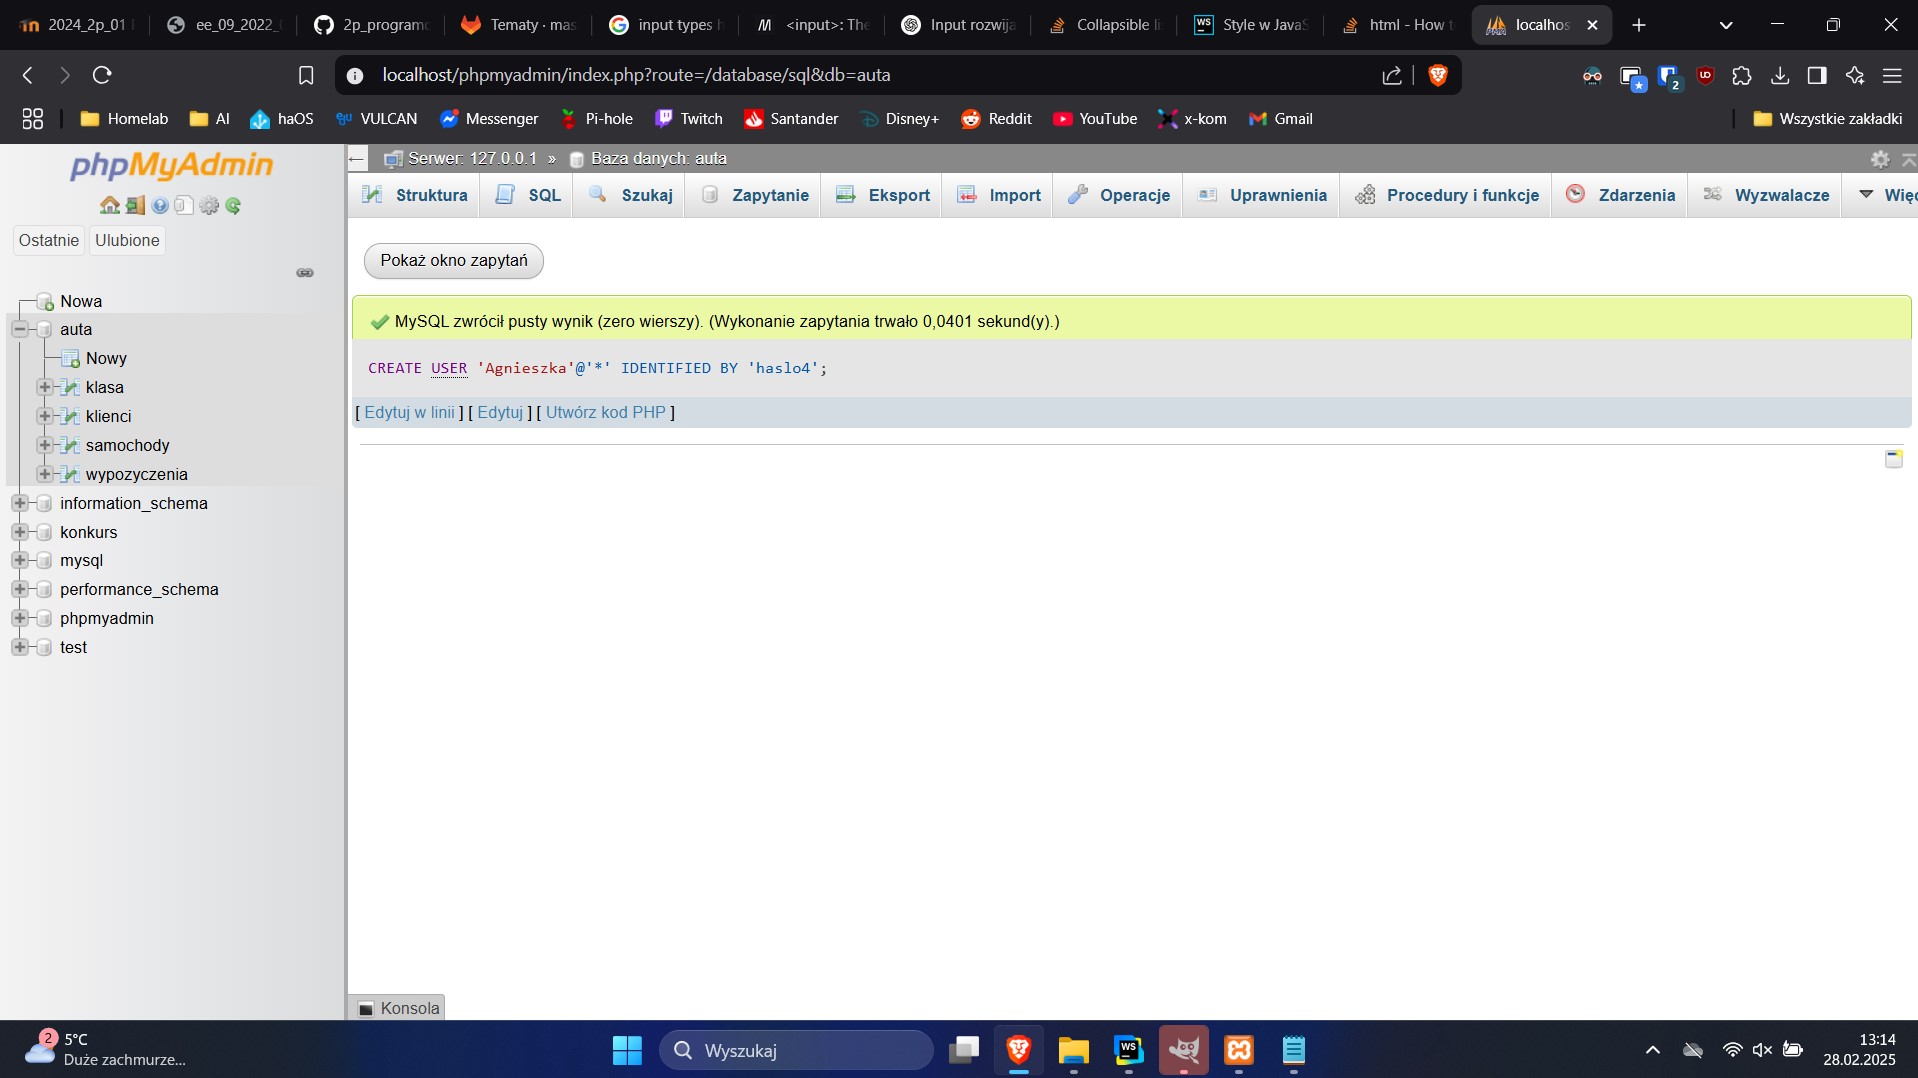 2024_2p_01
ee_09_2022_
2p_programo
Tematy · mas
input types h
<input>: The
Input rozwija
Collapsible li
Style w JavaS
html - How t
localhos
localhost/phpmyadmin/index.php?route=/database/sql&db=auta
2
Homelab
AI
haOS
VULCAN
Messenger
Pi-hole
Twitch
Santander
Disney+
Reddit
YouTube
x-kom
Gmail
Wszystkie zakładki
phpMyAdmin
Serwer: 127.0.0.1 » Baza danych: auta
Struktura
SQL
Szukaj
Zapytanie
Eksport
Import
Operacje
Uprawnienia
Procedury i funkcje
Zdarzenia
Wyzwalacze
Więc
Ostatnie
Ulubione
Nowa
auta
Nowy
klasa
klienci
samochody
wypozyczenia
information_schema
konkurs
mysql
performance_schema
phpmyadmin
test
Pokaż okno zapytań
MySQL zwrócił pusty wynik (zero wierszy). (Wykonanie zapytania trwało 0,0401 sekund(y).)
CREATE USER 'Agnieszka'@'*' IDENTIFIED BY 'haslo4';
[ Edytuj w linii ] [ Edytuj ] [ Utwórz kod PHP ]
Konsola
2
5°C
Duże zachmurze...
Wyszukaj
WS
13:14
28.02.2025